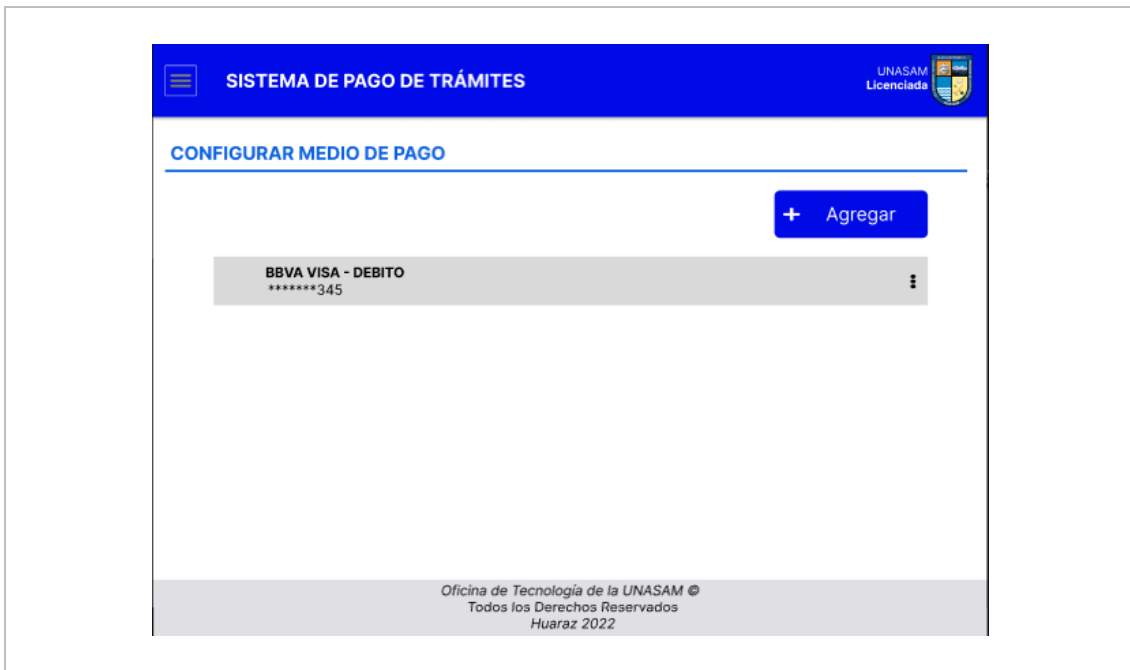 SISTEMA DE PAGO DE TRÁMITES
UNASAM
Licenciada
CONFIGURAR MEDIO DE PAGO
+ Agregar
BBVA VISA - DEBITO
*******345
Oficina de Tecnología de la UNASAM ©
Todos los Derechos Reservados
Huaraz 2022